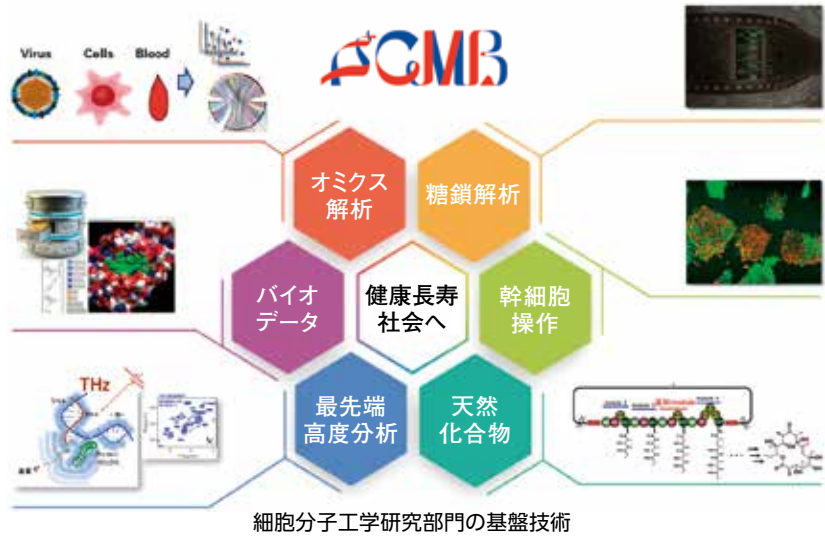 Virus Cells Blood
CMB
オミクス
解析
糖鎖解析
バイオ
データ
健康長寿
社会へ
幹細胞
操作
THz
最先端
高度分析
天然
化合物
細胞分子工学研究部門の基盤技術